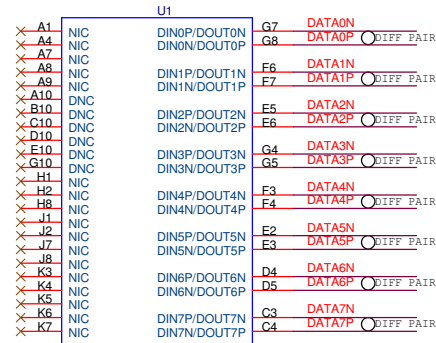 U1
A1 NIC DIN0P/DOUT0N G7 DATA0N
A4 NIC DIN0N/DOUT0P G8 DATA0P DIFF PAIR
A7 NIC
A8 NIC DIN1P/DOUT1N F6 DATA1N
A9 NIC DIN1N/DOUT1P F7 DATA1P DIFF PAIR
A10 DNC
B10 DNC DIN2P/DOUT2N E5 DATA2N
C10 DNC DIN2N/DOUT2P E6 DATA2P DIFF PAIR
D10 DNC
E10 DNC DIN3P/DOUT3N G4 DATA3N
G10 DNC DIN3N/DOUT3P G5 DATA3P DIFF PAIR
H1 NIC
H2 NIC DIN4P/DOUT4N F3 DATA4N
H8 NIC DIN4N/DOUT4P F4 DATA4P DIFF PAIR
J1 NIC
J2 NIC DIN5P/DOUT5N E2 DATA5N
J7 NIC DIN5N/DOUT5P E3 DATA5P DIFF PAIR
J8 NIC
K3 NIC DIN6P/DOUT6N D4 DATA6N
K4 NIC DIN6N/DOUT6P D5 DATA6P DIFF PAIR
K5 NIC
K6 NIC DIN7P/DOUT7N C3 DATA7N
K7 NIC DIN7N/DOUT7P C4 DATA7P DIFF PAIR